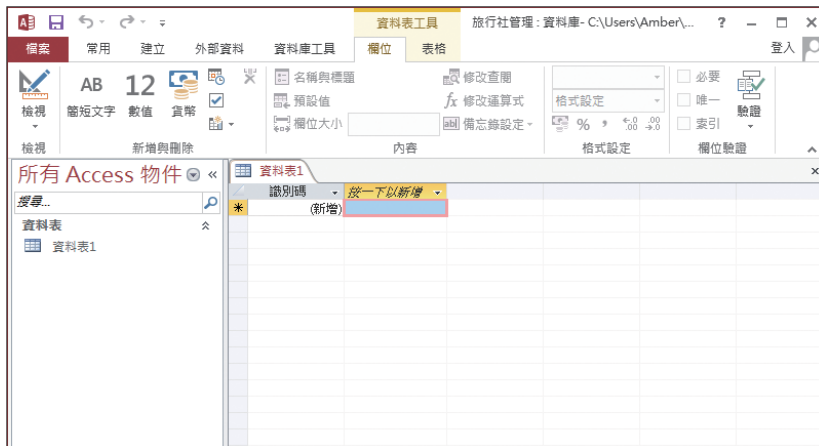 資料表工具 旅行社管理 : 資料庫- C:\Users\Amber\... ?
檔案 常用 建立 外部資料 資料庫工具 欄位 表格 登入
檢視 AB 簡短文字 12 數值 貨幣
名稱與標題 修改查閱 必要
預設值 fx 修改運算式 格式設定 唯一 驗證
欄位大小 ab| 備忘錄設定 % , ←.0 .00 .00 →.0 索引
檢視 新增與刪除 內容 格式設定 欄位驗證
所有 Access 物件 « 資料表1 ×
搜尋... 識別碼 按一下以新增
* (新增)
資料表
資料表1